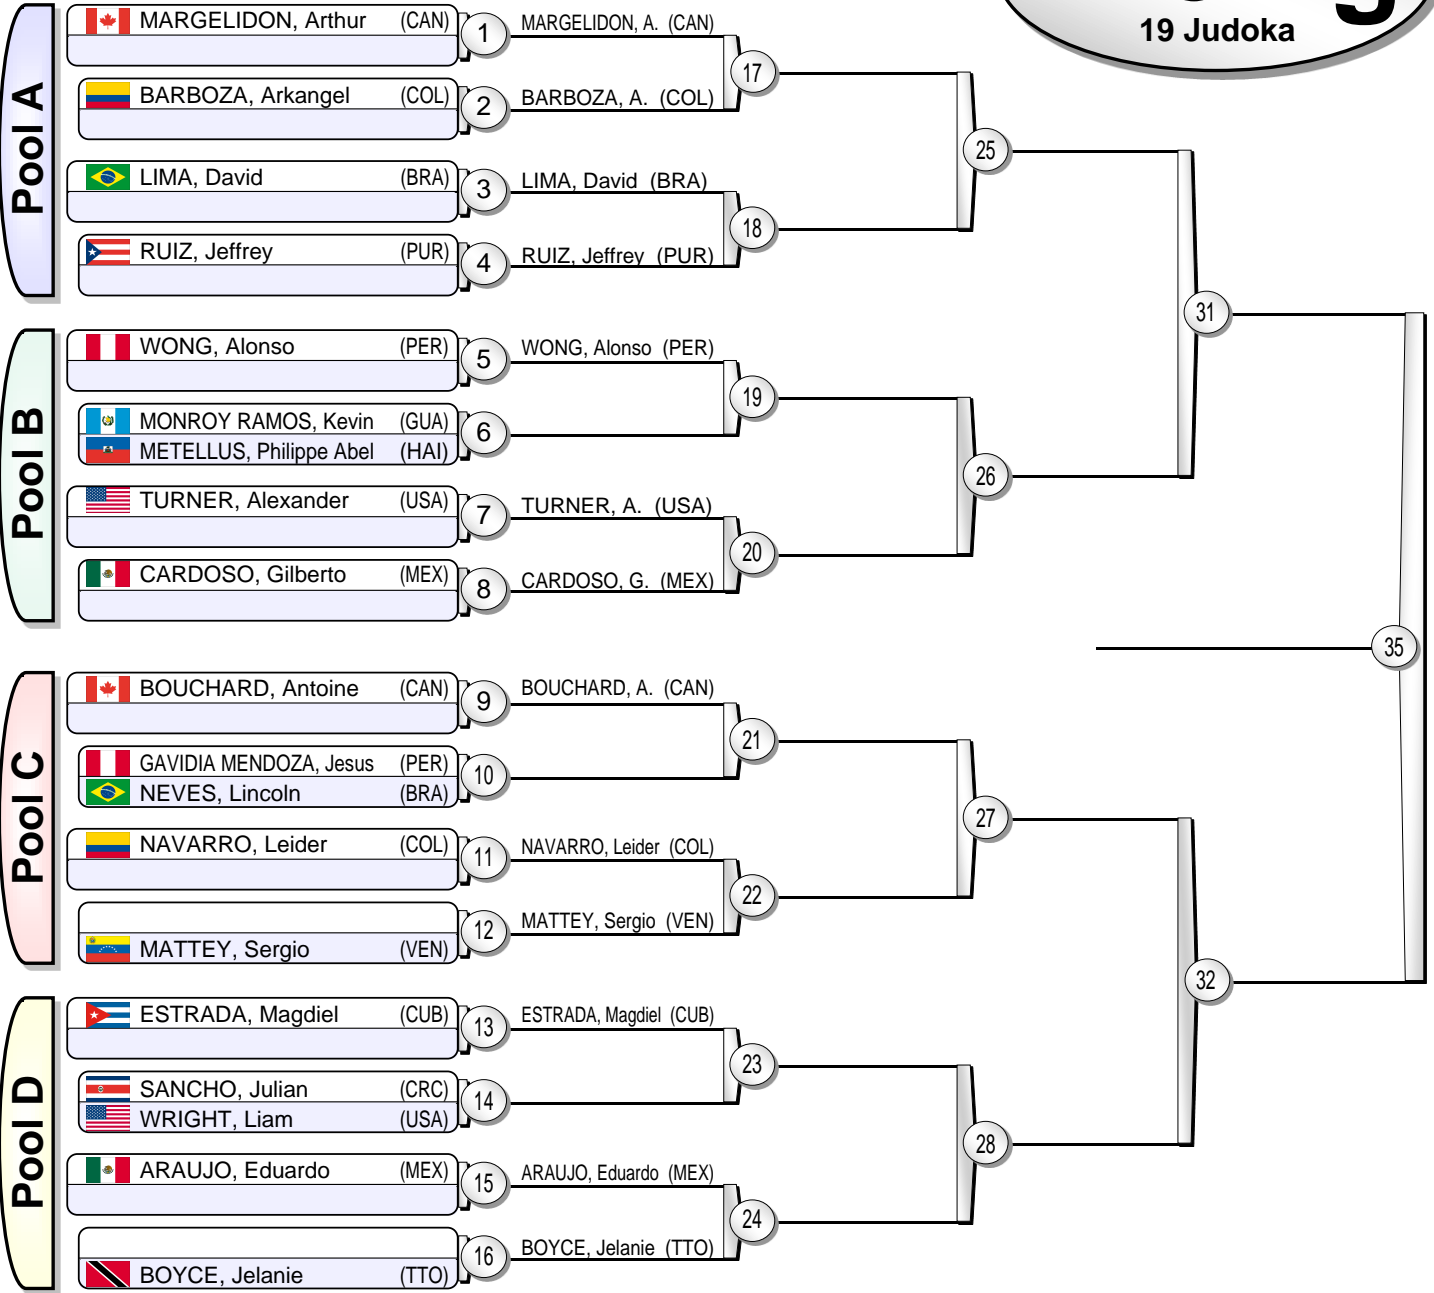 19 Judoka
Pool A
MARGELIDON, Arthur (CAN) 1 MARGELIDON, A. (CAN)
17
BARBOZA, Arkangel (COL) 2 BARBOZA, A. (COL)
25
LIMA, David (BRA) 3 LIMA, David (BRA)
18
RUIZ, Jeffrey (PUR) 4 RUIZ, Jeffrey (PUR)
31
Pool B
WONG, Alonso (PER) 5 WONG, Alonso (PER)
19
MONROY RAMOS, Kevin (GUA)
6
METELLUS, Philippe Abel (HAI)
26
TURNER, Alexander (USA) 7 TURNER, A. (USA)
20
CARDOSO, Gilberto (MEX) 8 CARDOSO, G. (MEX)
35
Pool C
BOUCHARD, Antoine (CAN) 9 BOUCHARD, A. (CAN)
21
GAVIDIA MENDOZA, Jesus (PER)
10
NEVES, Lincoln (BRA)
27
NAVARRO, Leider (COL) 11 NAVARRO, Leider (COL)
22
12 MATTEY, Sergio (VEN)
MATTEY, Sergio (VEN)
32
Pool D
ESTRADA, Magdiel (CUB) 13 ESTRADA, Magdiel (CUB)
23
SANCHO, Julian (CRC)
14
WRIGHT, Liam (USA)
28
ARAUJO, Eduardo (MEX) 15 ARAUJO, Eduardo (MEX)
24
16 BOYCE, Jelanie (TTO)
BOYCE, Jelanie (TTO)